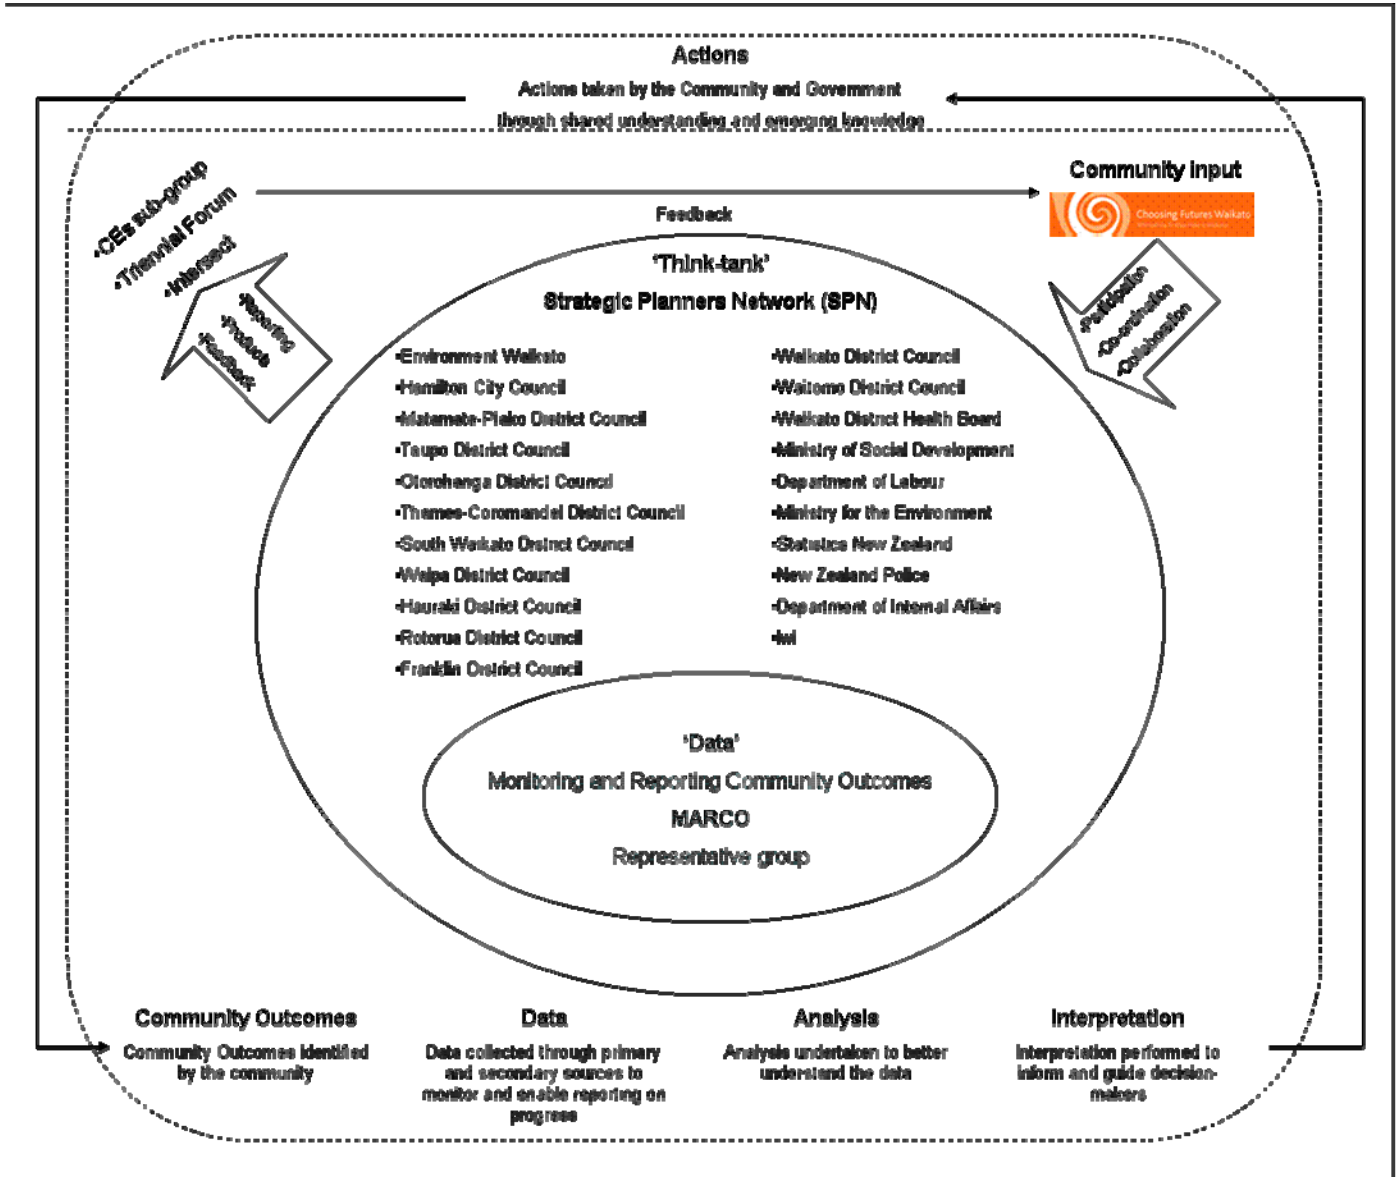 Actions
Actions taken by the Community and Government
through shared understanding and emerging knowledge
•CEs sub-group
•Triennial Forum
•Intersect
Feedback
Community input
Choosing Futures Waikato
•Reporting
•Products
•Feedback
•Participation
•Co-ordination
•Collaboration
'Think-tank'
Strategic Planners Network (SPN)
•Environment Waikato
•Hamilton City Council
•Matamata-Piako District Council
•Taupo District Council
•Otorohanga District Council
•Thames-Coromandel District Council
•South Waikato District Council
•Waipa District Council
•Hauraki District Council
•Rotorua District Council
•Franklin District Council
•Waikato District Council
•Waitomo District Council
•Waikato District Health Board
•Ministry of Social Development
•Department of Labour
•Ministry for the Environment
•Statistics New Zealand
•New Zealand Police
•Department of Internal Affairs
•Iwi
'Data'
Monitoring and Reporting Community Outcomes
MARCO
Representative group
Community Outcomes
Community Outcomes identified
by the community
Data
Data collected through primary
and secondary sources to
monitor and enable reporting on
progress
Analysis
Analysis undertaken to better
understand the data
Interpretation
Interpretation performed to
inform and guide decision-
makers